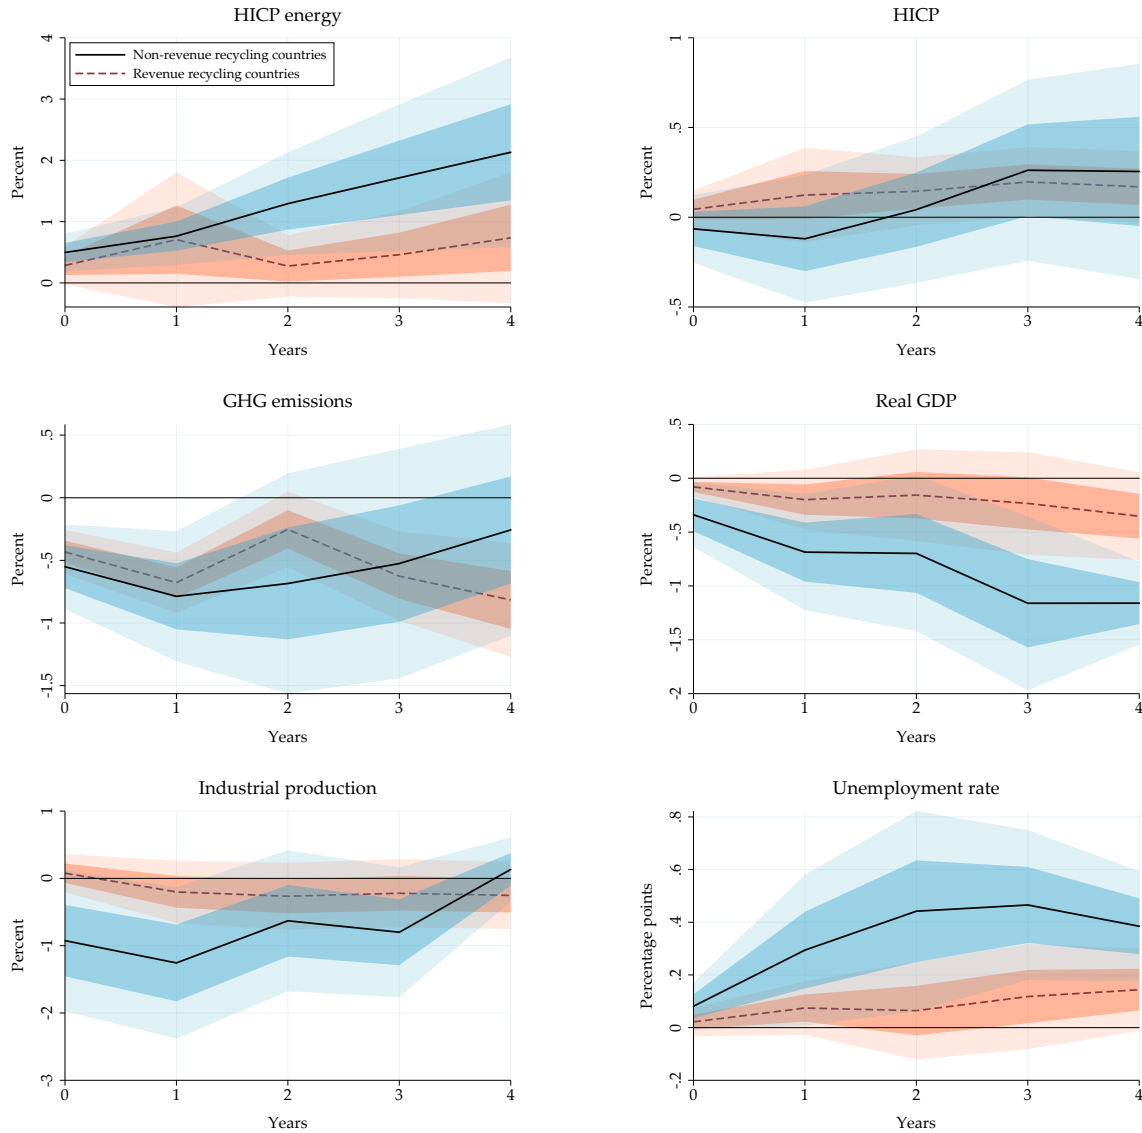 HICP energy
4
3
2
1
0
Percent
Non-revenue recycling countries
Revenue recycling countries
0 1 2 3 4
Years
HICP
1
.5
0
-.5
Percent
0 1 2 3 4
Years
GHG emissions
.5
0
-.5
-1
-1.5
Percent
0 1 2 3 4
Years
Real GDP
.5
0
-.5
-1
-1.5
-2
Percent
0 1 2 3 4
Years
Industrial production
1
0
-1
-2
-3
Percent
0 1 2 3 4
Years
Unemployment rate
.8
.6
.4
.2
0
-.2
Percentage points
0 1 2 3 4
Years